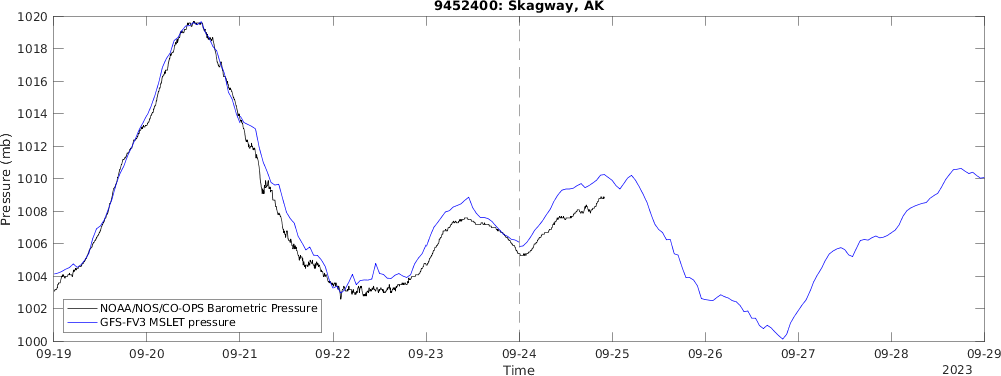 9452400: Skagway, AK
1020
1018
1016
1014
1012
1010
1008
1006
1004
1002
1000
Pressure (mb)
NOAA/NOS/CO-OPS Barometric Pressure
GFS-FV3 MSLET pressure
09-19 09-20 09-21 09-22 09-23 09-24 09-25 09-26 09-27 09-28 09-29
Time
2023